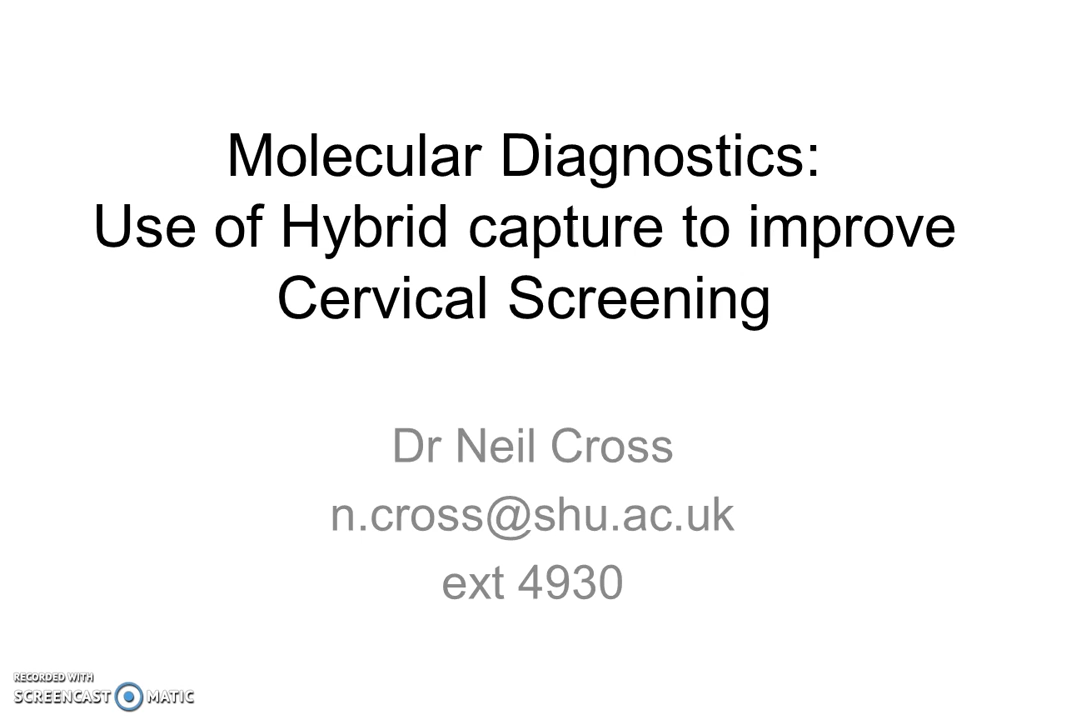 Molecular Diagnostics:
Use of Hybrid capture to improve
Cervical Screening
Dr Neil Cross
n.cross@shu.ac.uk
ext 4930
RECORDED WITH
SCREENCAST MATIC